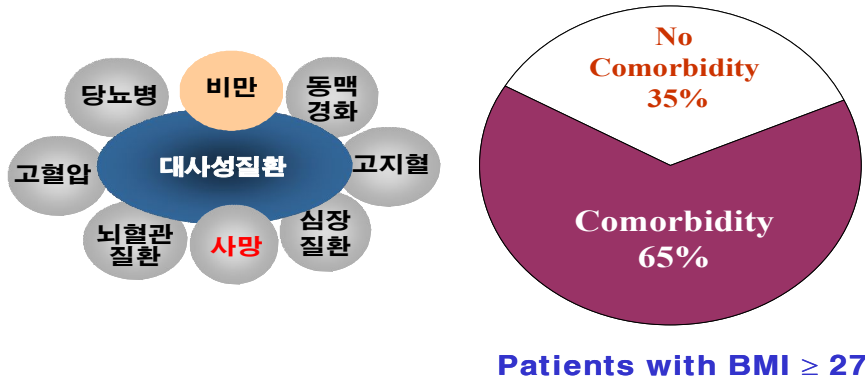 비만
동맥
경화
고지혈
심장
질환
사망
뇌혈관
질환
고혈압
당뇨병
대사성질환
No
Comorbidity
35%
Comorbidity
65%
Patients with BMI ≥ 27